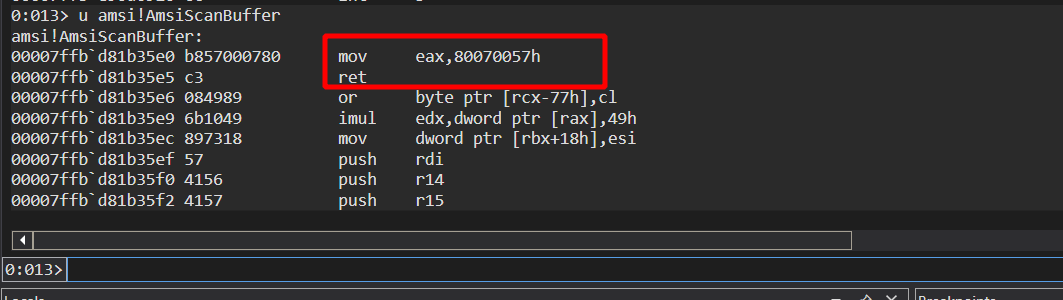 0:013> u amsi!AmsiScanBuffer
amsi!AmsiScanBuffer:
00007ffb`d81b35e0 b857000780 mov eax,80070057h
00007ffb`d81b35e5 c3 ret
00007ffb`d81b35e6 084989 or byte ptr [rcx-77h],cl
00007ffb`d81b35e9 6b1049 imul edx,dword ptr [rax],49h
00007ffb`d81b35ec 897318 mov dword ptr [rbx+18h],esi
00007ffb`d81b35ef 57 push rdi
00007ffb`d81b35f0 4156 push r14
00007ffb`d81b35f2 4157 push r15
0:013>